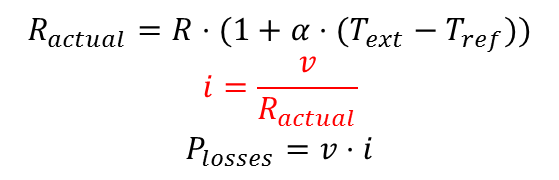 R_actual = R · (1 + α · (T_ext − T_ref))
i = v / R_actual
P_losses = v · i